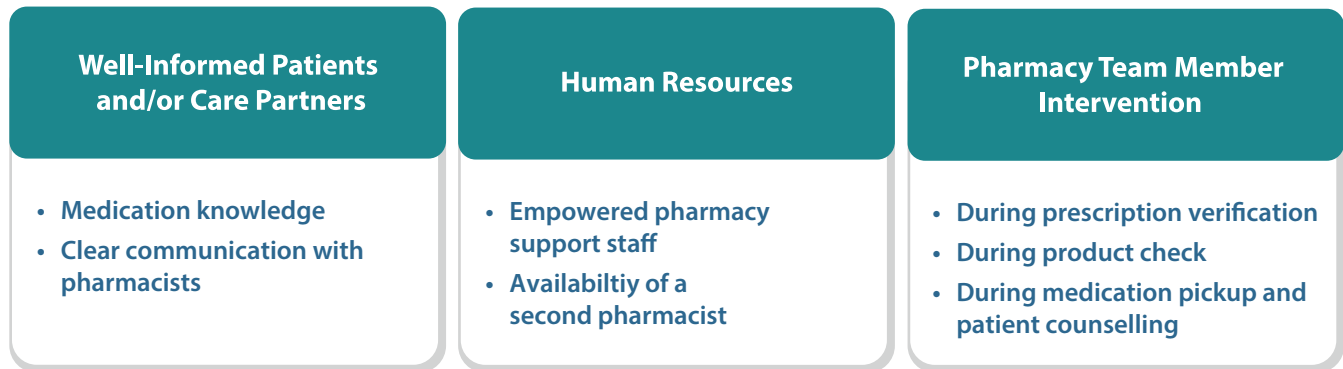 Well-Informed Patients
and/or Care Partners
• Medication knowledge
• Clear communication with
pharmacists
Human Resources
• Empowered pharmacy
support staff
• Availabiltiy of a
second pharmacist
Pharmacy Team Member
Intervention
• During prescription verification
• During product check
• During medication pickup and
patient counselling